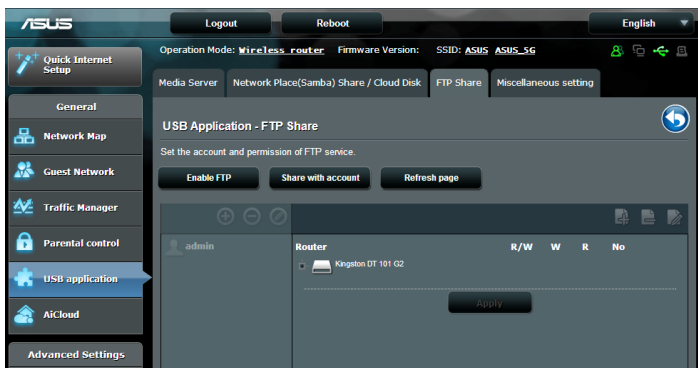 ASUS
Logout
Reboot
English
Quick Internet Setup
Operation Mode: Wireless router Firmware Version: SSID: ASUS ASUS_5G
Media Server
Network Place(Samba) Share / Cloud Disk
FTP Share
Miscellaneous setting
General
Network Map
Guest Network
Traffic Manager
Parental control
USB application
AiCloud
Advanced Settings
USB Application - FTP Share
Set the account and permission of FTP service.
Enable FTP
Share with account
Refresh page
admin
Router R/W W R No
Kingston DT 101 G2
Apply